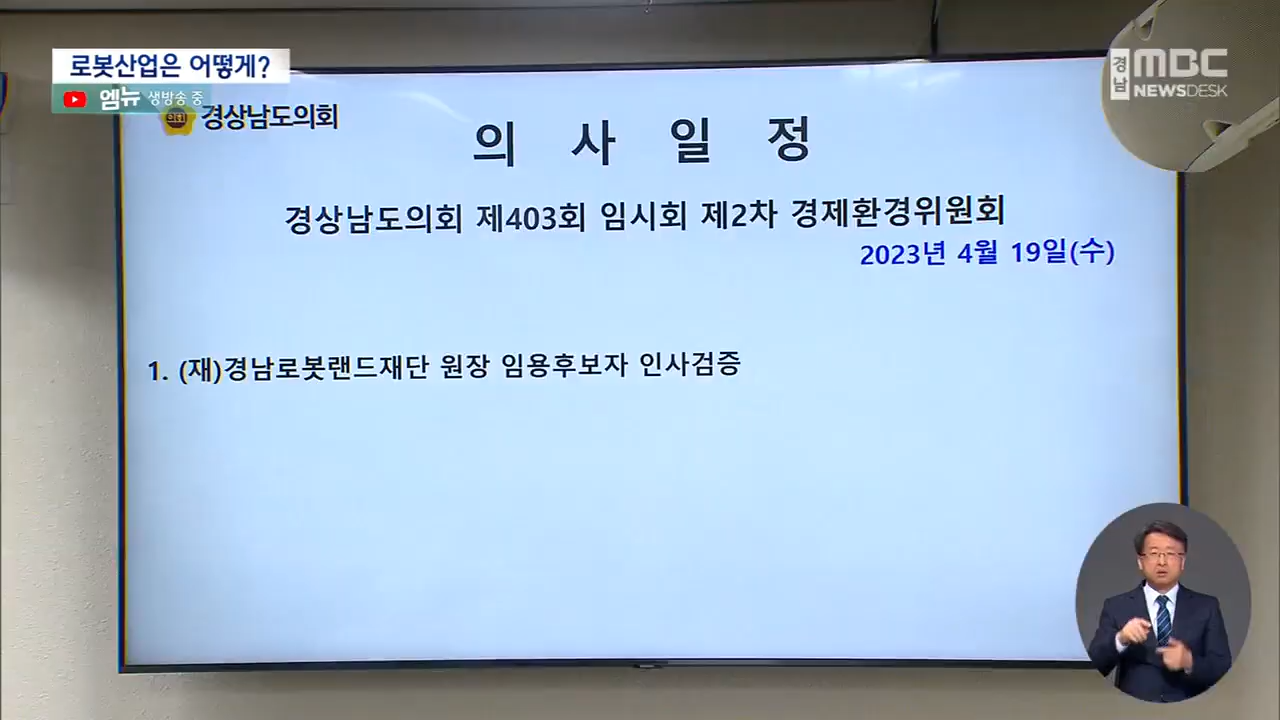 로봇산업은 어떻게?
엠뉴 생방송 중
경남 MBC
NEWSDESK
경상남도의회
의 사 일 정
경상남도의회 제403회 임시회 제2차 경제환경위원회
2023년 4월 19일(수)
1. (재)경남로봇랜드재단 원장 임용후보자 인사검증